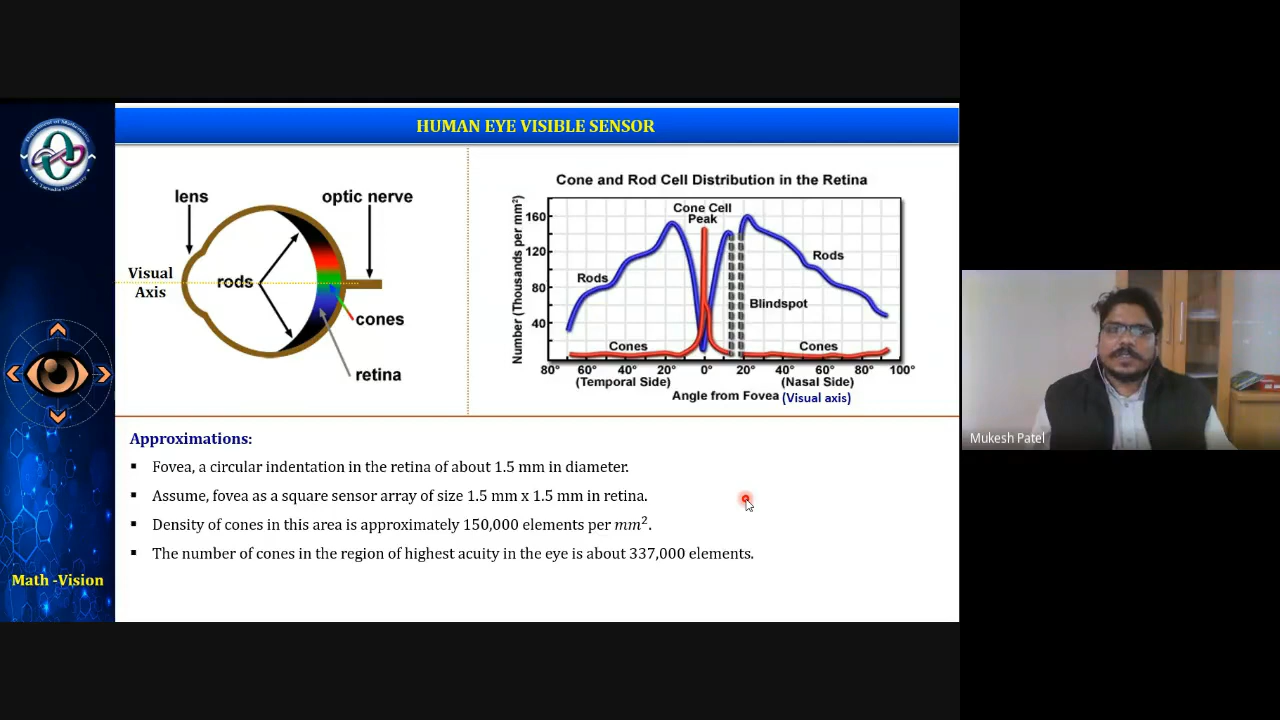 HUMAN EYE VISIBLE SENSOR
lens
optic nerve
Visual
Axis
rods
cones
retina
Cone and Rod Cell Distribution in the Retina
Number (Thousands per mm²)
160
120
80
40
Cone Cell
Peak
Rods
Rods
Blindspot
Cones
Cones
80° 60° 40° 20° 0° 20° 40° 60° 80° 100°
(Temporal Side) (Nasal Side)
Angle from Fovea (Visual axis)
Approximations:
▪ Fovea, a circular indentation in the retina of about 1.5 mm in diameter.
▪ Assume, fovea as a square sensor array of size 1.5 mm x 1.5 mm in retina.
▪ Density of cones in this area is approximately 150,000 elements per mm².
▪ The number of cones in the region of highest acuity in the eye is about 337,000 elements.
Math -Vision
Mukesh Patel